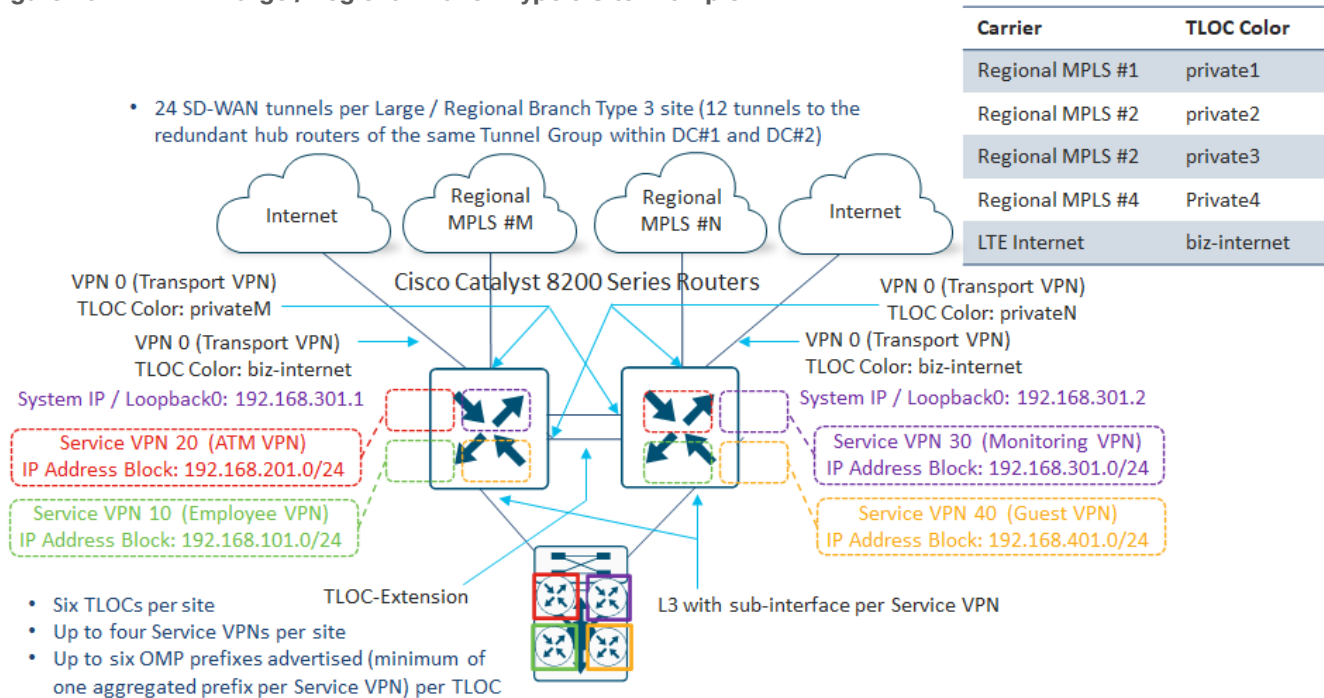 Carrier TLOC Color
Regional MPLS #1 private1
Regional MPLS #2 private2
Regional MPLS #2 private3
Regional MPLS #4 Private4
LTE Internet biz-internet
• 24 SD-WAN tunnels per Large / Regional Branch Type 3 site (12 tunnels to the
redundant hub routers of the same Tunnel Group within DC#1 and DC#2)
Internet
Regional
MPLS #M
Regional
MPLS #N
Internet
VPN 0 (Transport VPN)
TLOC Color: privateM
Cisco Catalyst 8200 Series Routers
VPN 0 (Transport VPN)
TLOC Color: privateN
VPN 0 (Transport VPN)
TLOC Color: biz-internet
VPN 0 (Transport VPN)
TLOC Color: biz-internet
System IP / Loopback0: 192.168.301.1
System IP / Loopback0: 192.168.301.2
Service VPN 20 (ATM VPN)
IP Address Block: 192.168.201.0/24
Service VPN 30 (Monitoring VPN)
IP Address Block: 192.168.301.0/24
Service VPN 10 (Employee VPN)
IP Address Block: 192.168.101.0/24
Service VPN 40 (Guest VPN)
IP Address Block: 192.168.401.0/24
TLOC-Extension
L3 with sub-interface per Service VPN
• Six TLOCs per site
• Up to four Service VPNs per site
• Up to six OMP prefixes advertised (minimum of
one aggregated prefix per Service VPN) per TLOC